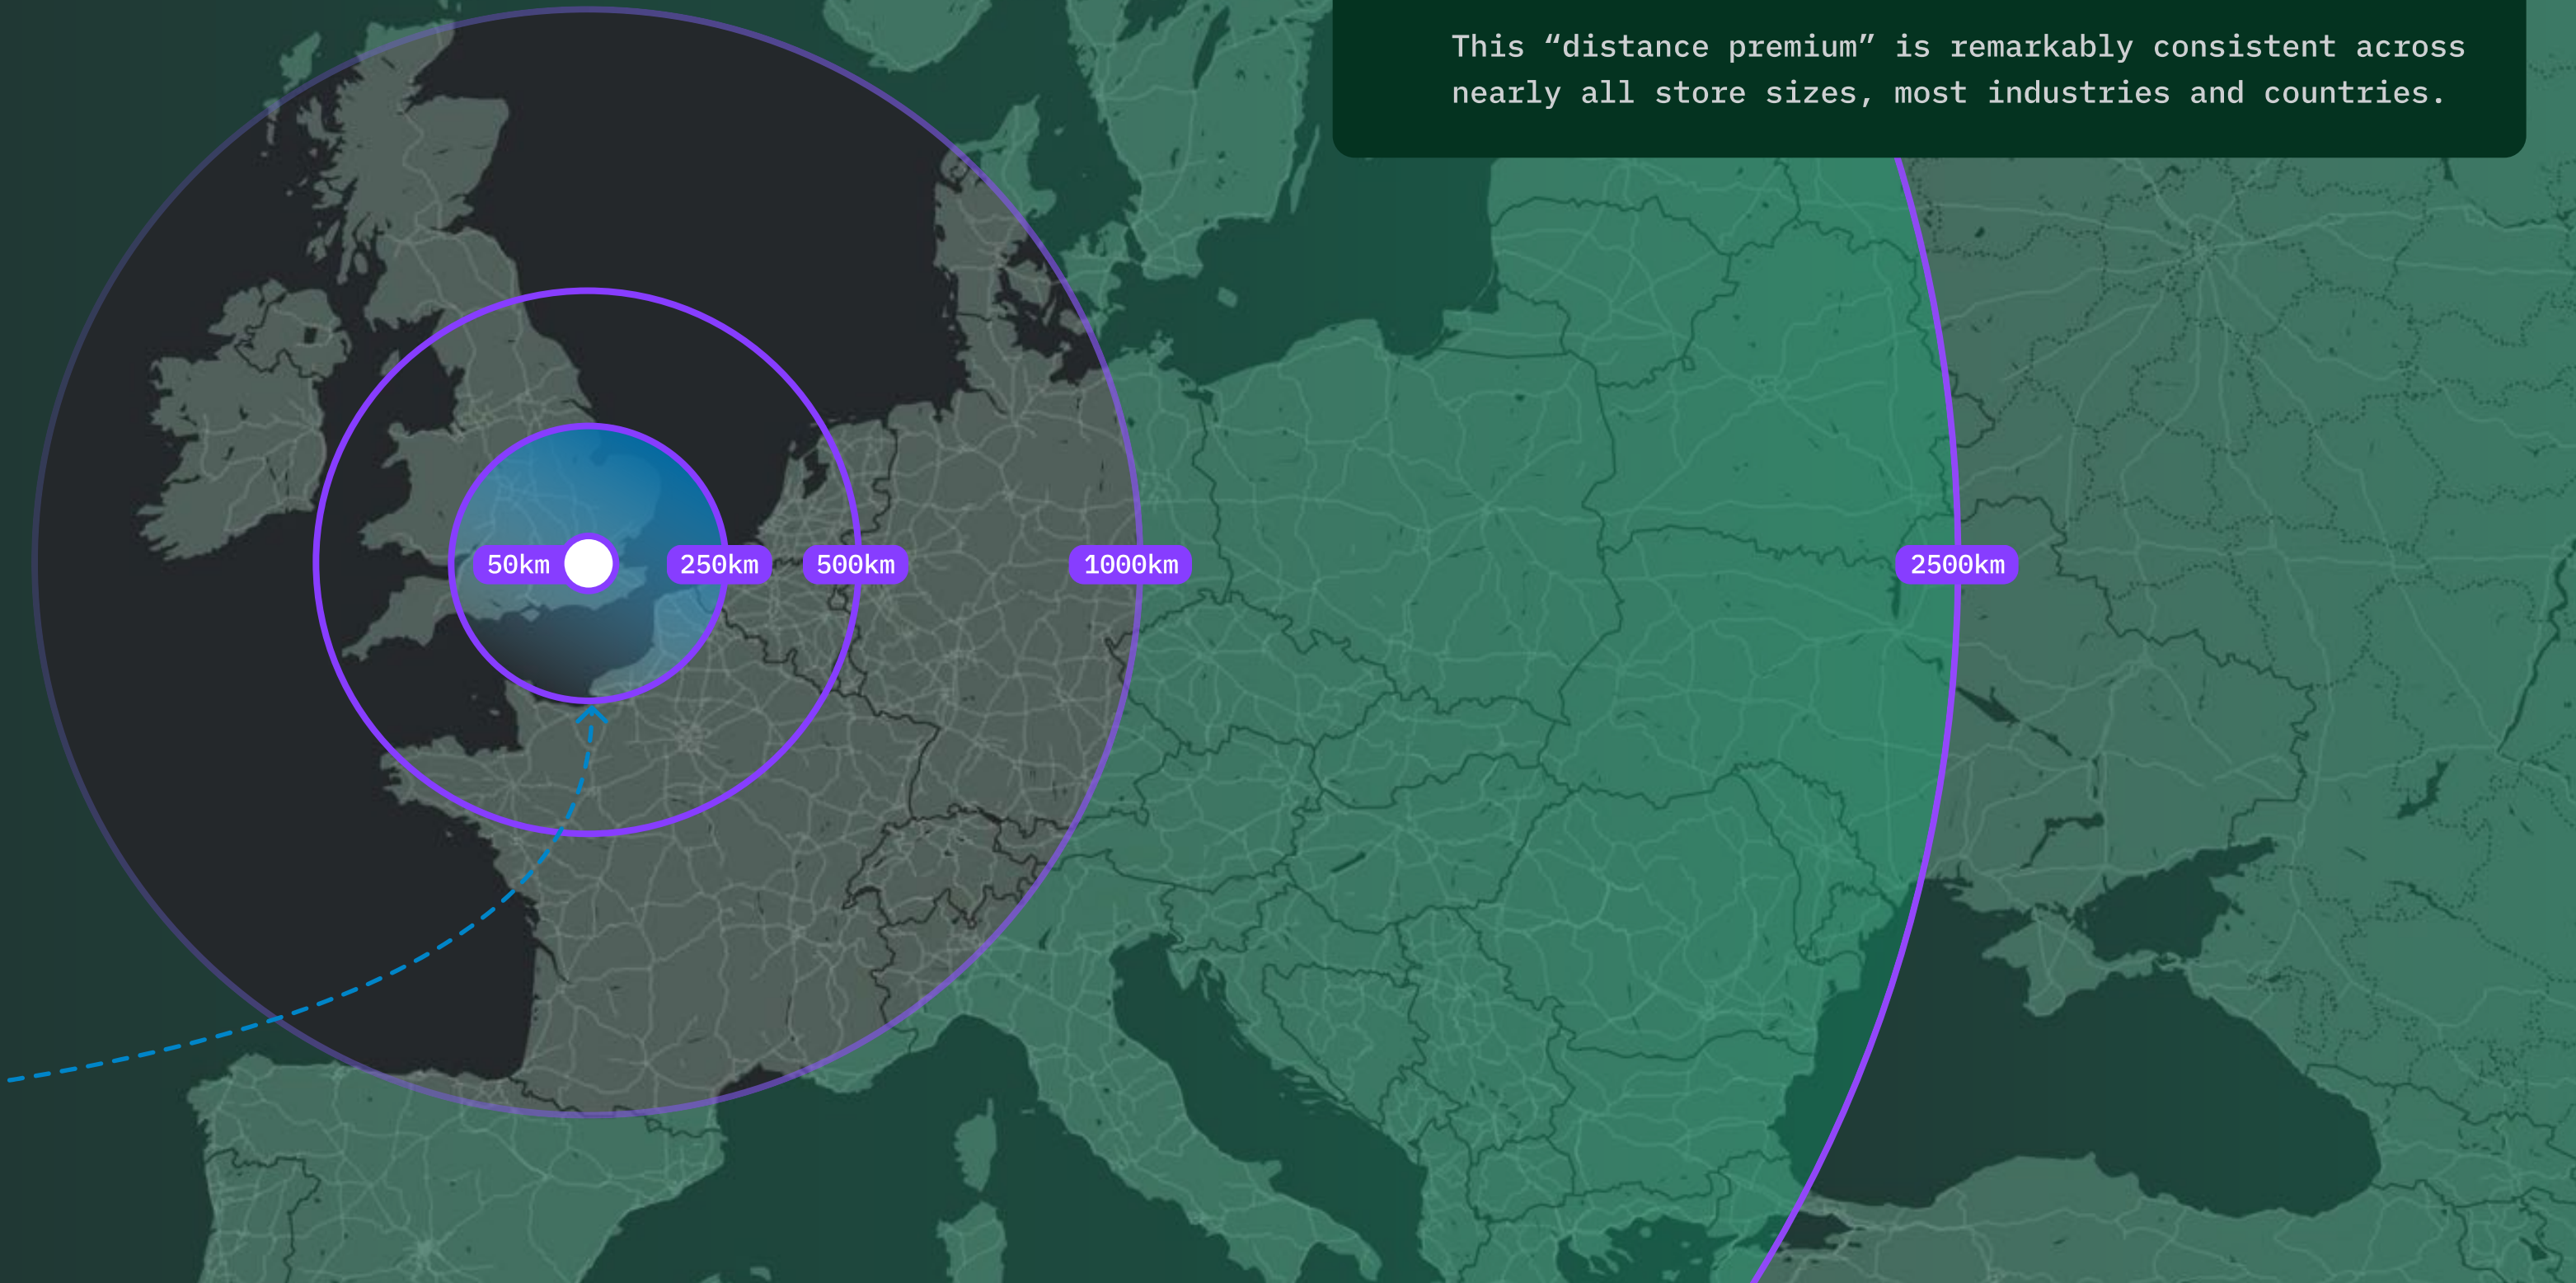 This “distance premium” is remarkably consistent across
nearly all store sizes, most industries and countries.
50km
250km
500km
1000km
2500km